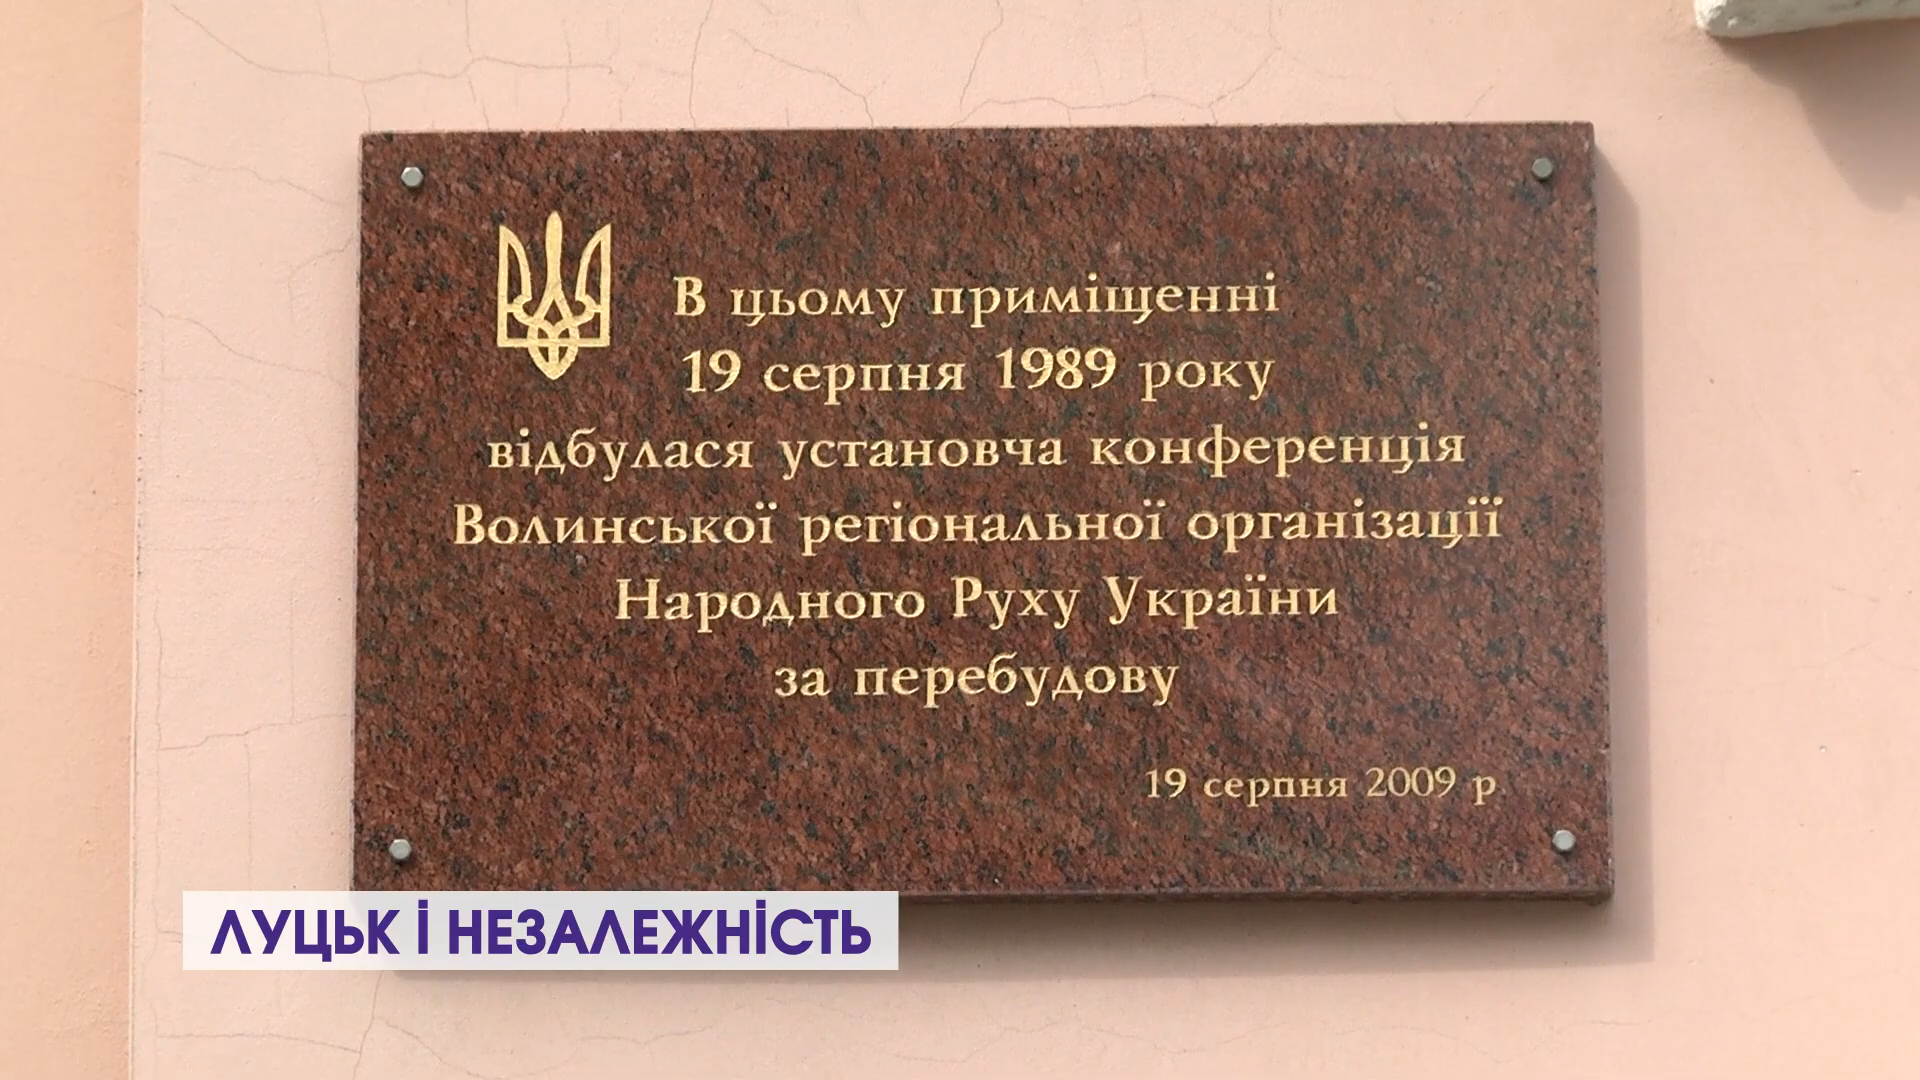 В цьому приміщенні
19 серпня 1989 року
відбулася установча конференція
Волинської регіональної організації
Народного Руху України
за перебудову
19 серпня 2009 р
ЛУЦЬК І НЕЗАЛЕЖНІСТЬ